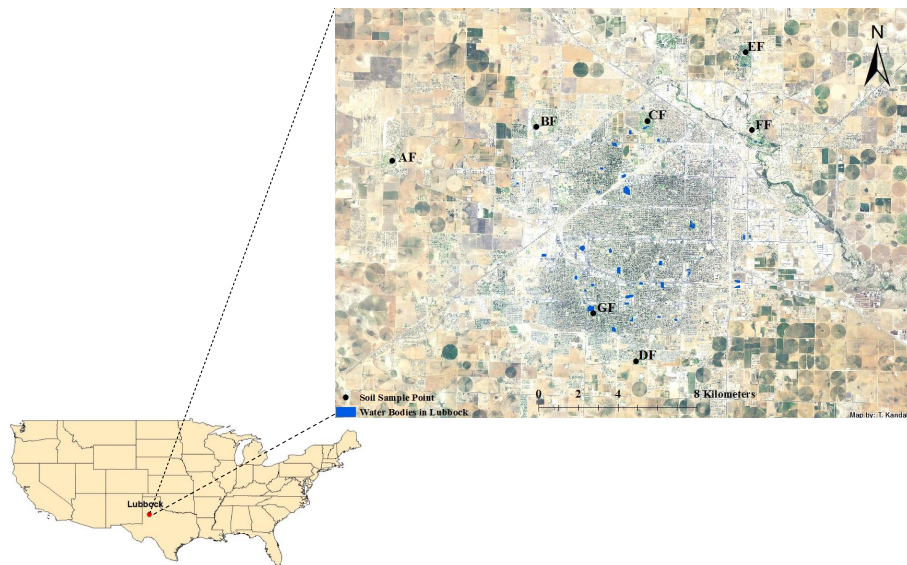 N
EF
CF
BF
FF
AF
GF
DF
Soil Sample Point
0 2 4 8 Kilometers
Water Bodies in Lubbock
Map by: T. Kanda
Lubbock